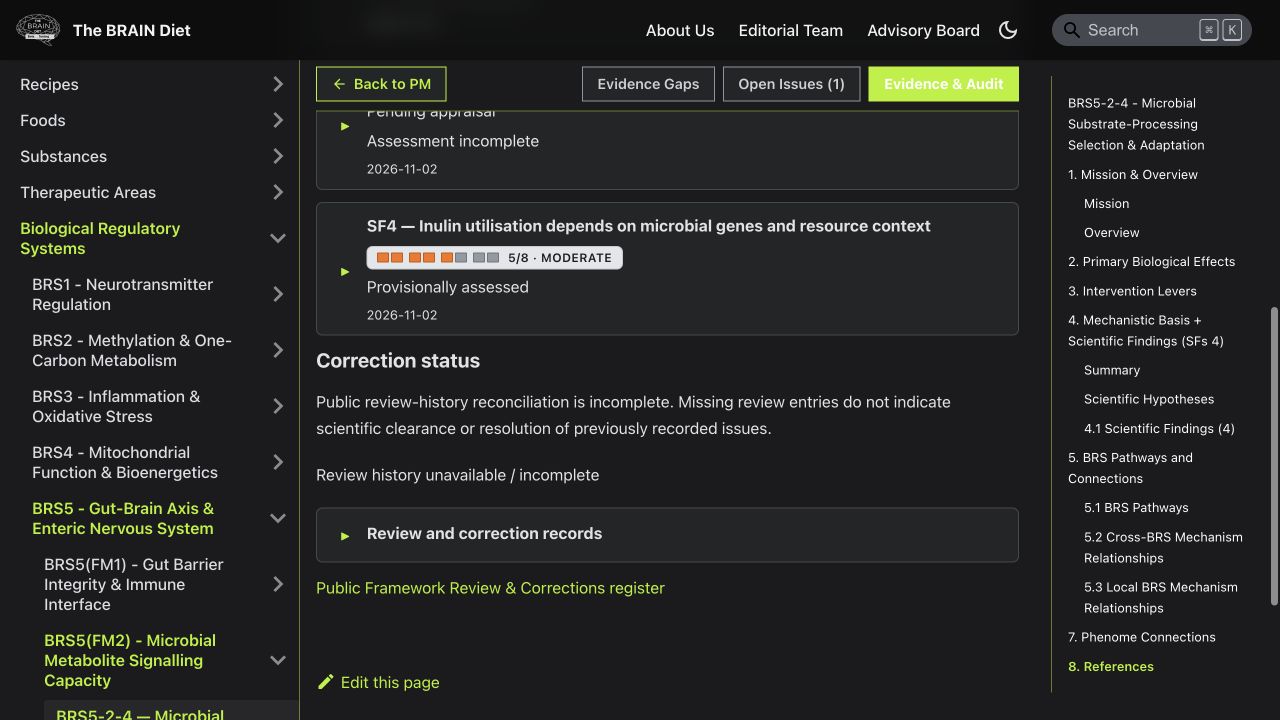 The BRAIN Diet
About Us
Editorial Team
Advisory Board
Search
⌘ K
Recipes
Foods
Substances
Therapeutic Areas
Biological Regulatory
Systems
BRS1 - Neurotransmitter
Regulation
BRS2 - Methylation & One-
Carbon Metabolism
BRS3 - Inflammation &
Oxidative Stress
BRS4 - Mitochondrial
Function & Bioenergetics
BRS5 - Gut-Brain Axis &
Enteric Nervous System
BRS5(FM1) - Gut Barrier
Integrity & Immune
Interface
BRS5(FM2) - Microbial
Metabolite Signalling
Capacity
BRS5-2-4 — Microbial
← Back to PM
Evidence Gaps
Open Issues (1)
Evidence & Audit
Pending appraisal
Assessment incomplete
2026-11-02
SF4 — Inulin utilisation depends on microbial genes and resource context
5/8 · MODERATE
Provisionally assessed
2026-11-02
Correction status
Public review-history reconciliation is incomplete. Missing review entries do not indicate
scientific clearance or resolution of previously recorded issues.
Review history unavailable / incomplete
Review and correction records
Public Framework Review & Corrections register
Edit this page
BRS5-2-4 - Microbial
Substrate-Processing
Selection & Adaptation
1. Mission & Overview
Mission
Overview
2. Primary Biological Effects
3. Intervention Levers
4. Mechanistic Basis +
Scientific Findings (SFs 4)
Summary
Scientific Hypotheses
4.1 Scientific Findings (4)
5. BRS Pathways and
Connections
5.1 BRS Pathways
5.2 Cross-BRS Mechanism
Relationships
5.3 Local BRS Mechanism
Relationships
7. Phenome Connections
8. References